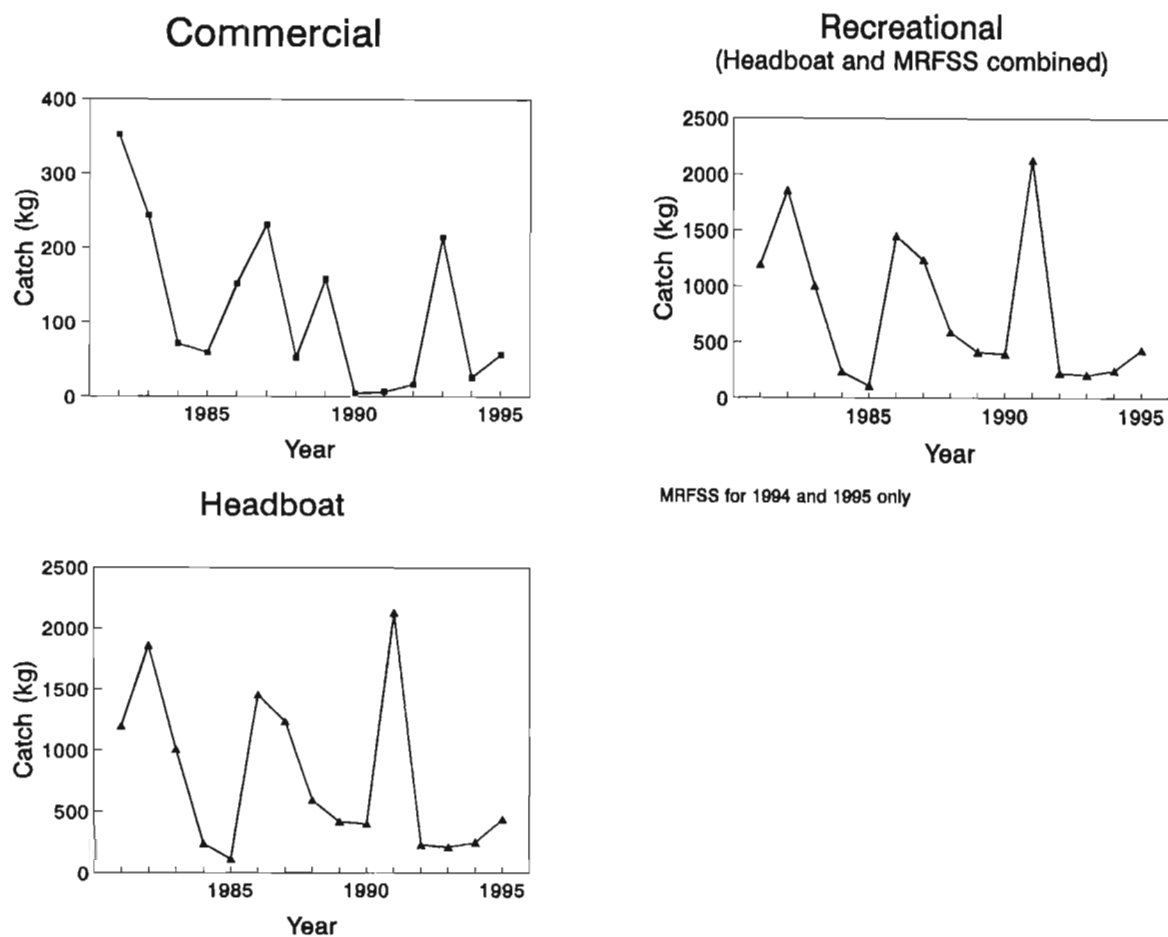 Commercial
400
300
200
100
0
Catch (kg)
1985
1990
1995
Year
Recreational
(Headboat and MRFSS combined)
2500
2000
1500
1000
500
0
Catch (kg)
1985
1990
1995
Year
MRFSS for 1994 and 1995 only
Headboat
2500
2000
1500
1000
500
0
Catch (kg)
1985
1990
1995
Year